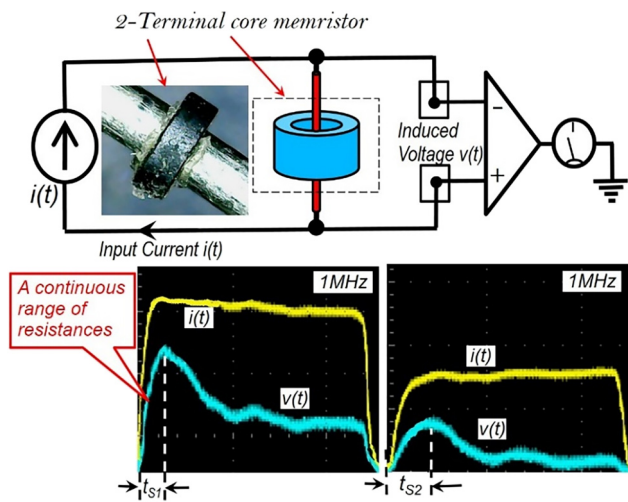 2-Terminal core memristor
i(t)
Induced
Voltage v(t)
-
+
Input Current i(t)
A continuous
range of
resistances
1MHz
i(t)
v(t)
tS1
1MHz
i(t)
v(t)
tS2